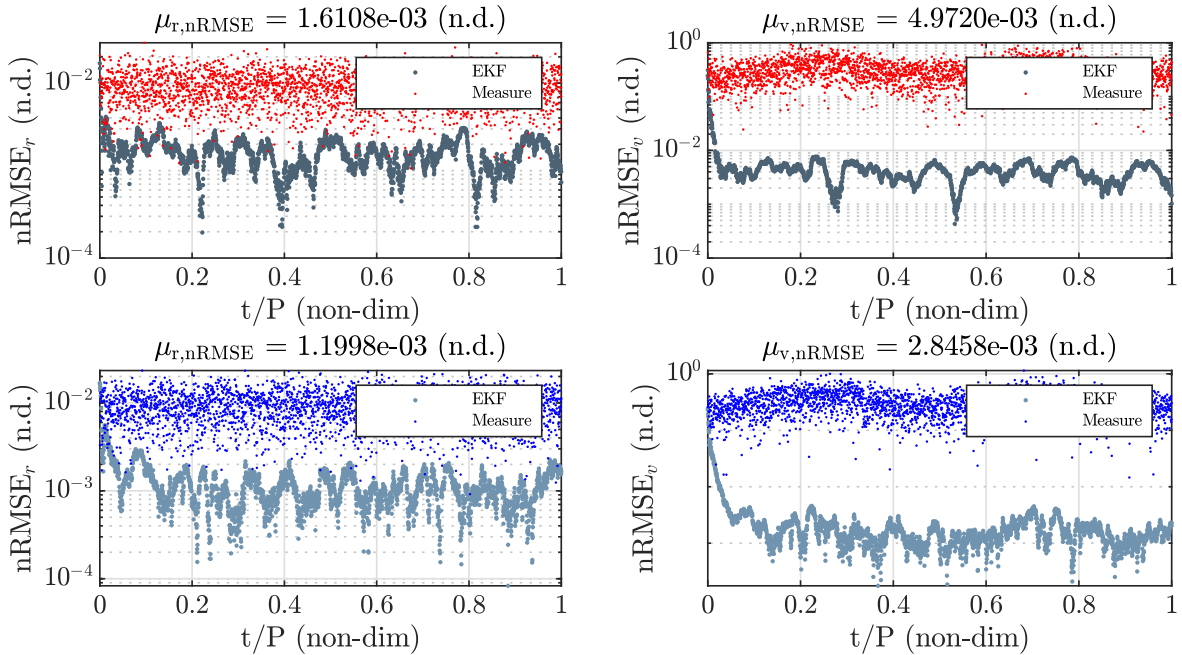 μr,nRMSE = 1.6108e-03 (n.d.)
nRMSEr (n.d.)
10^-2
10^-4
EKF
Measure
0 0.2 0.4 0.6 0.8 1
t/P (non-dim)
μv,nRMSE = 4.9720e-03 (n.d.)
nRMSEv (n.d.)
10^0
10^-2
10^-4
EKF
Measure
0 0.2 0.4 0.6 0.8 1
t/P (non-dim)
μr,nRMSE = 1.1998e-03 (n.d.)
nRMSEr (n.d.)
10^-2
10^-3
10^-4
EKF
Measure
0 0.2 0.4 0.6 0.8 1
t/P (non-dim)
μv,nRMSE = 2.8458e-03 (n.d.)
nRMSEv (n.d.)
10^0
EKF
Measure
0 0.2 0.4 0.6 0.8 1
t/P (non-dim)